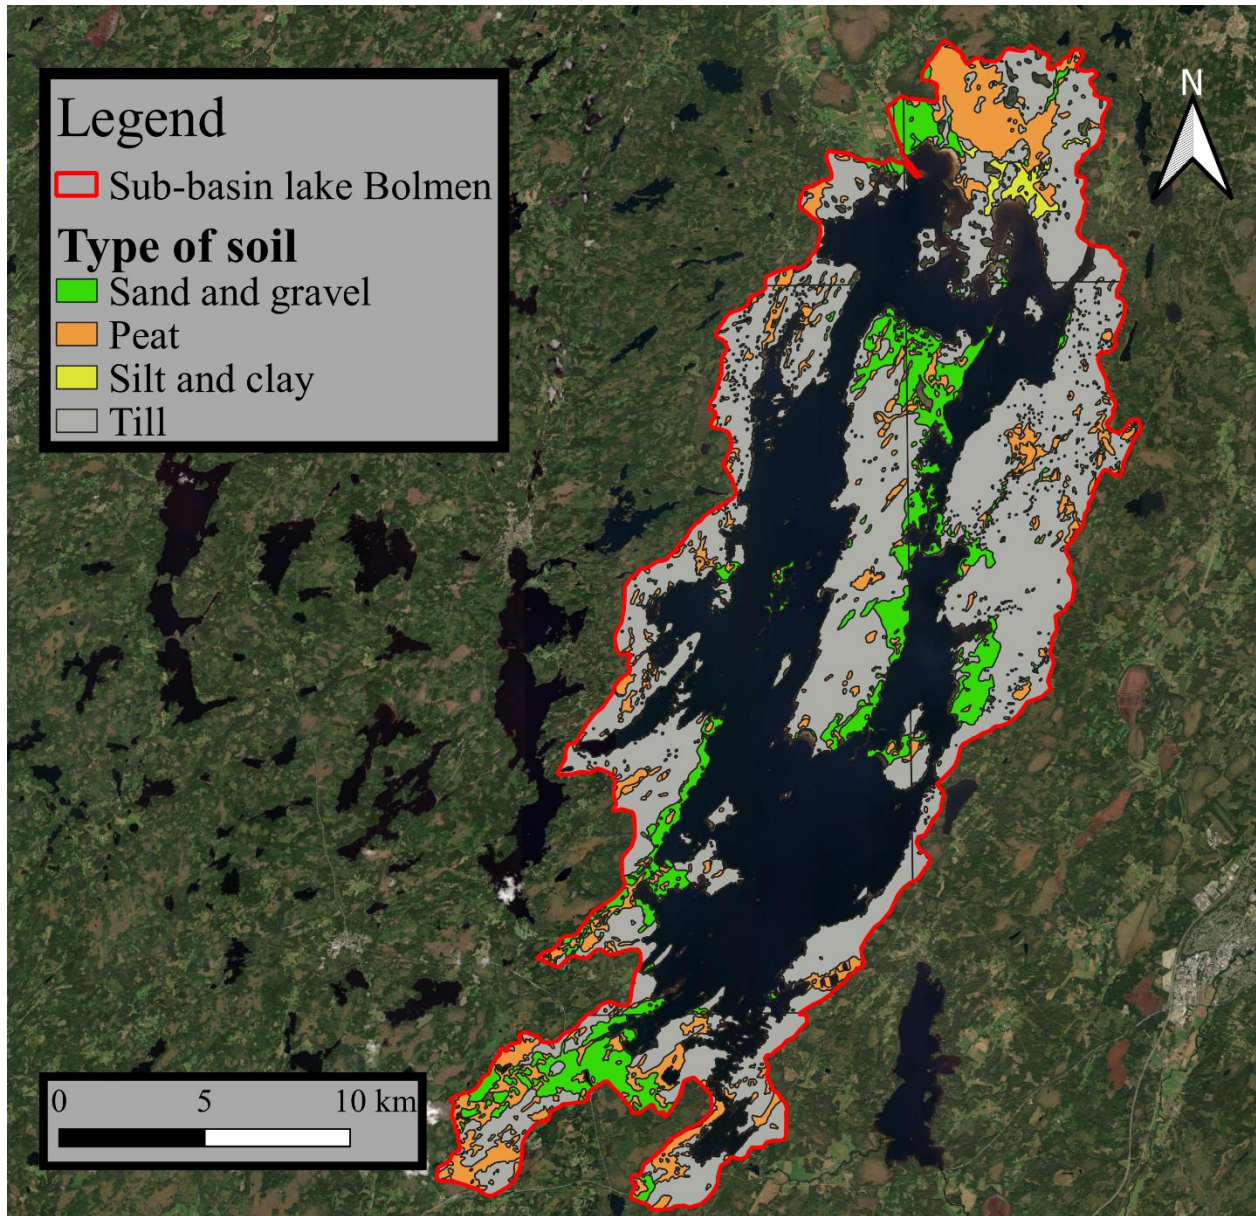 Legend
Sub-basin lake Bolmen
Type of soil
Sand and gravel
Peat
Silt and clay
Till
N
0 5 10 km